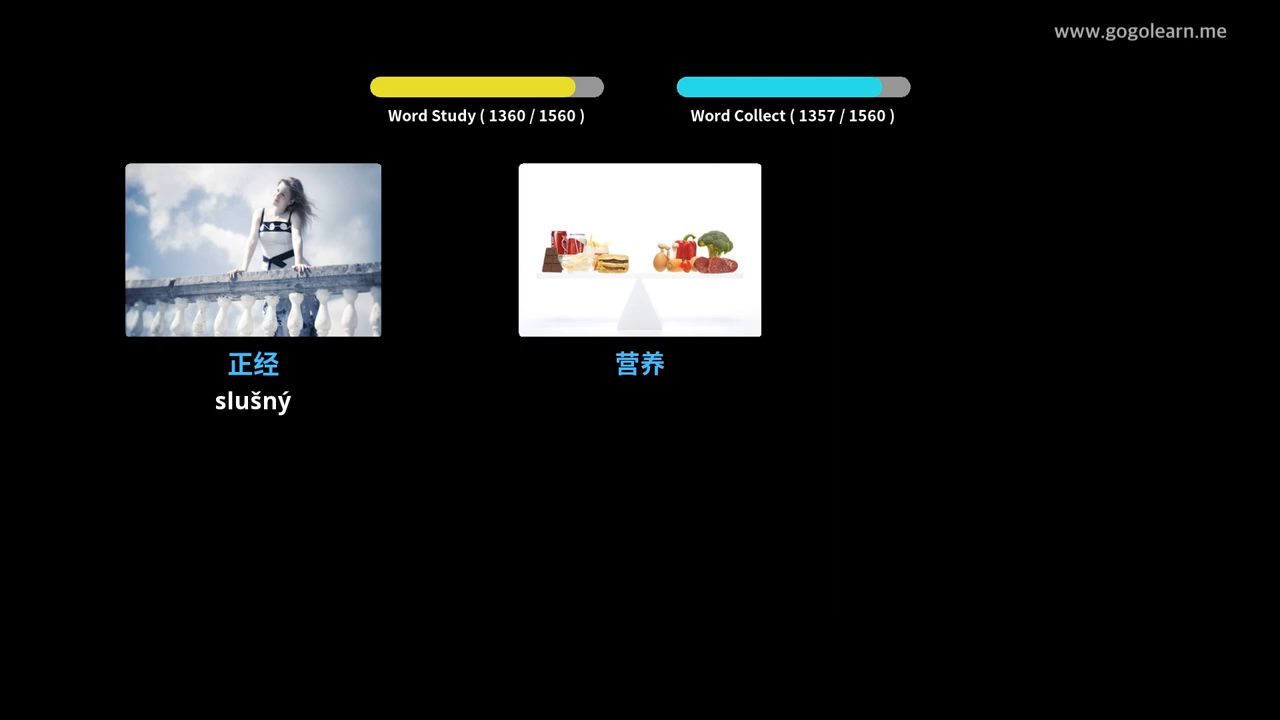 www.gogolearn.me
Word Study ( 1360 / 1560 )
Word Collect ( 1357 / 1560 )
正经
slušný
营养